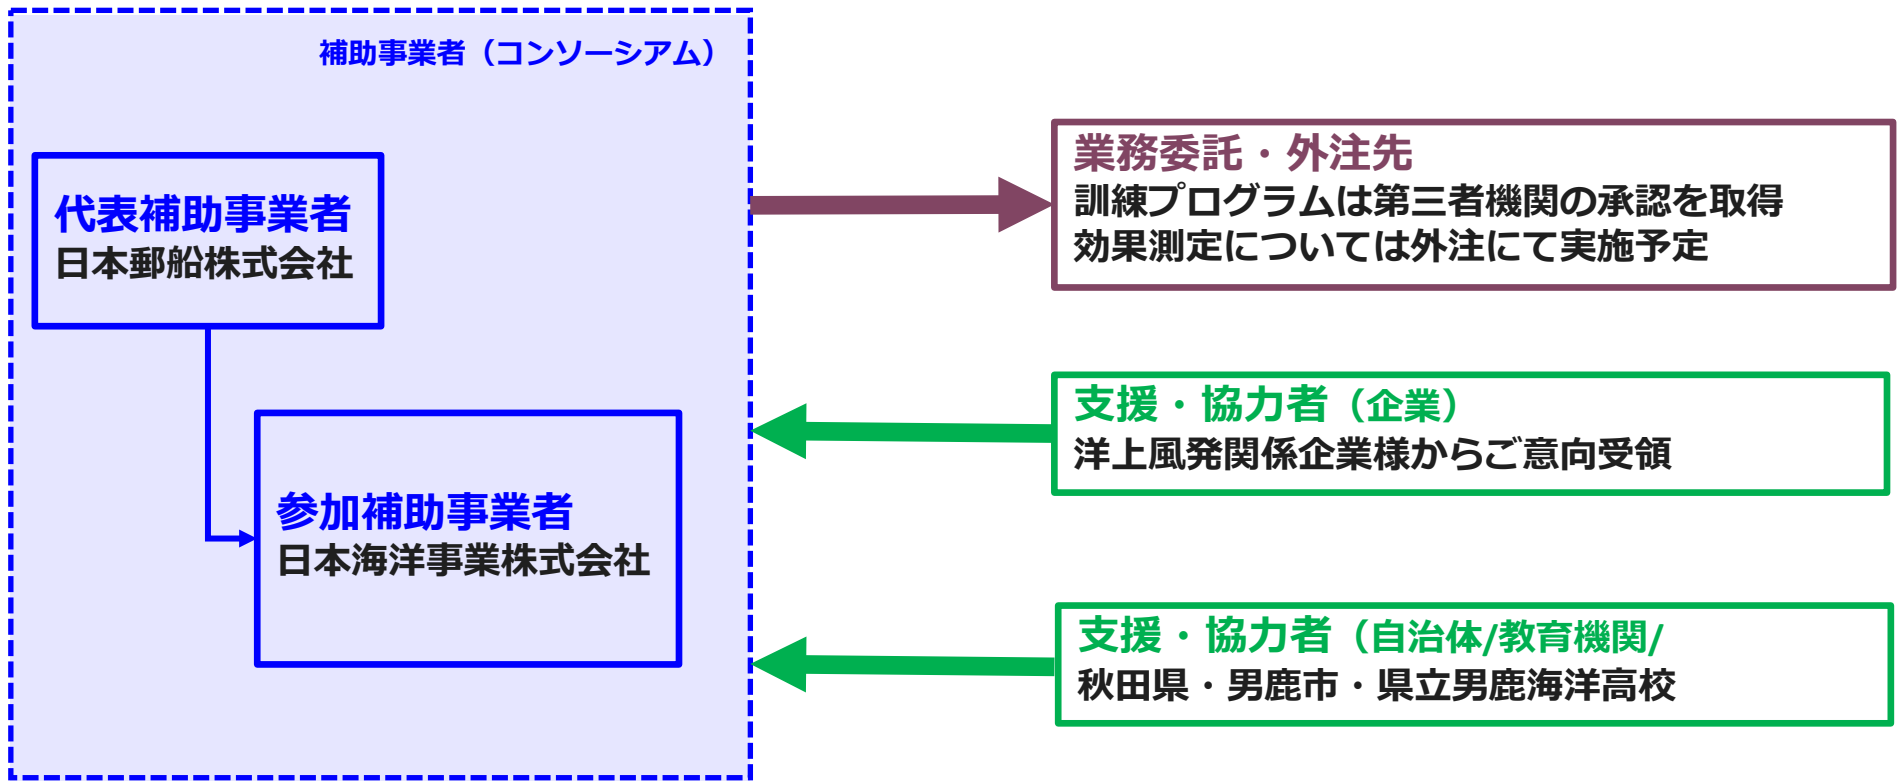 補助事業者（コンソーシアム）
代表補助事業者
日本郵船株式会社
参加補助事業者
日本海洋事業株式会社
業務委託・外注先
訓練プログラムは第三者機関の承認を取得
効果測定については外注にて実施予定
支援・協力者（企業）
洋上風発関係企業様からご意向受領
支援・協力者（自治体/教育機関/
秋田県・男鹿市・県立男鹿海洋高校